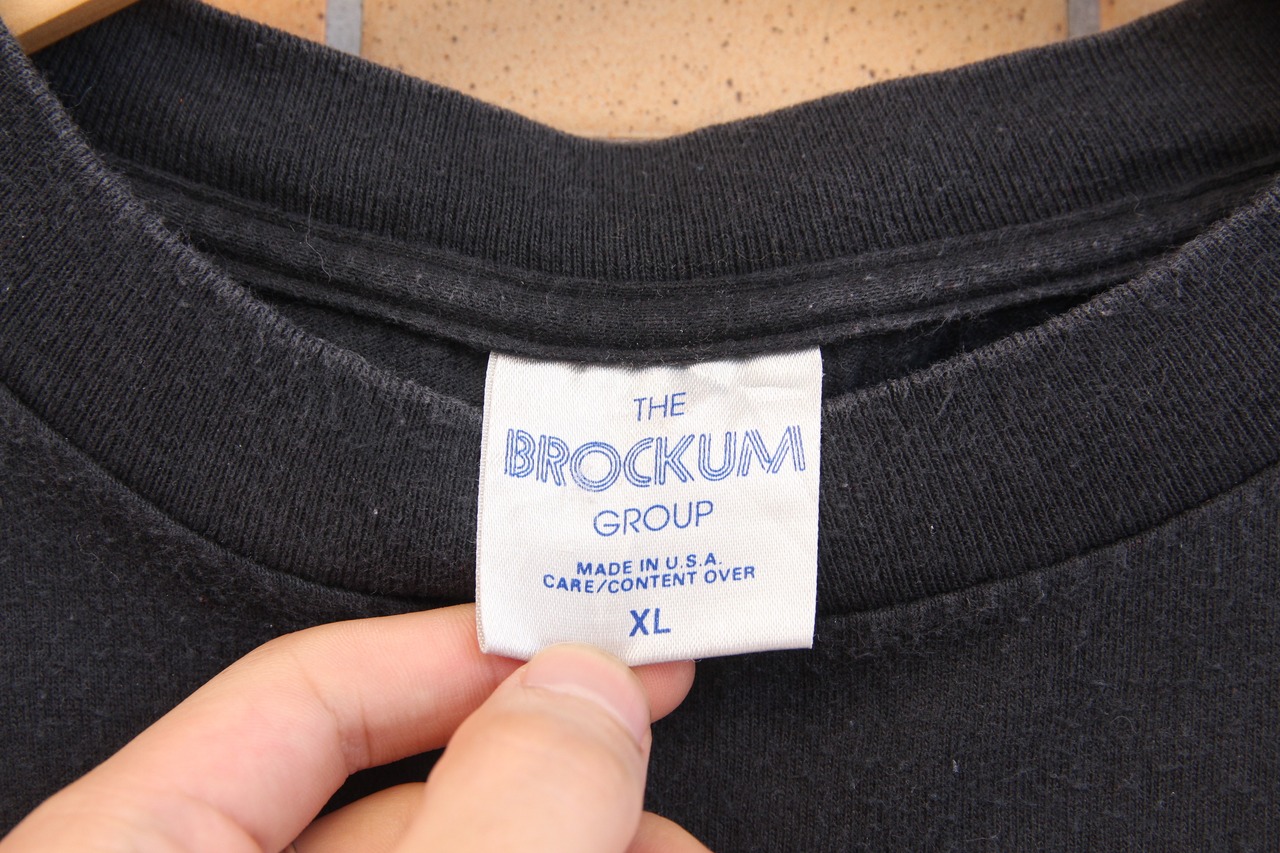 THE
BROCKUM
GROUP
MADE IN U.S.A.
CARE/CONTENT OVER
XL